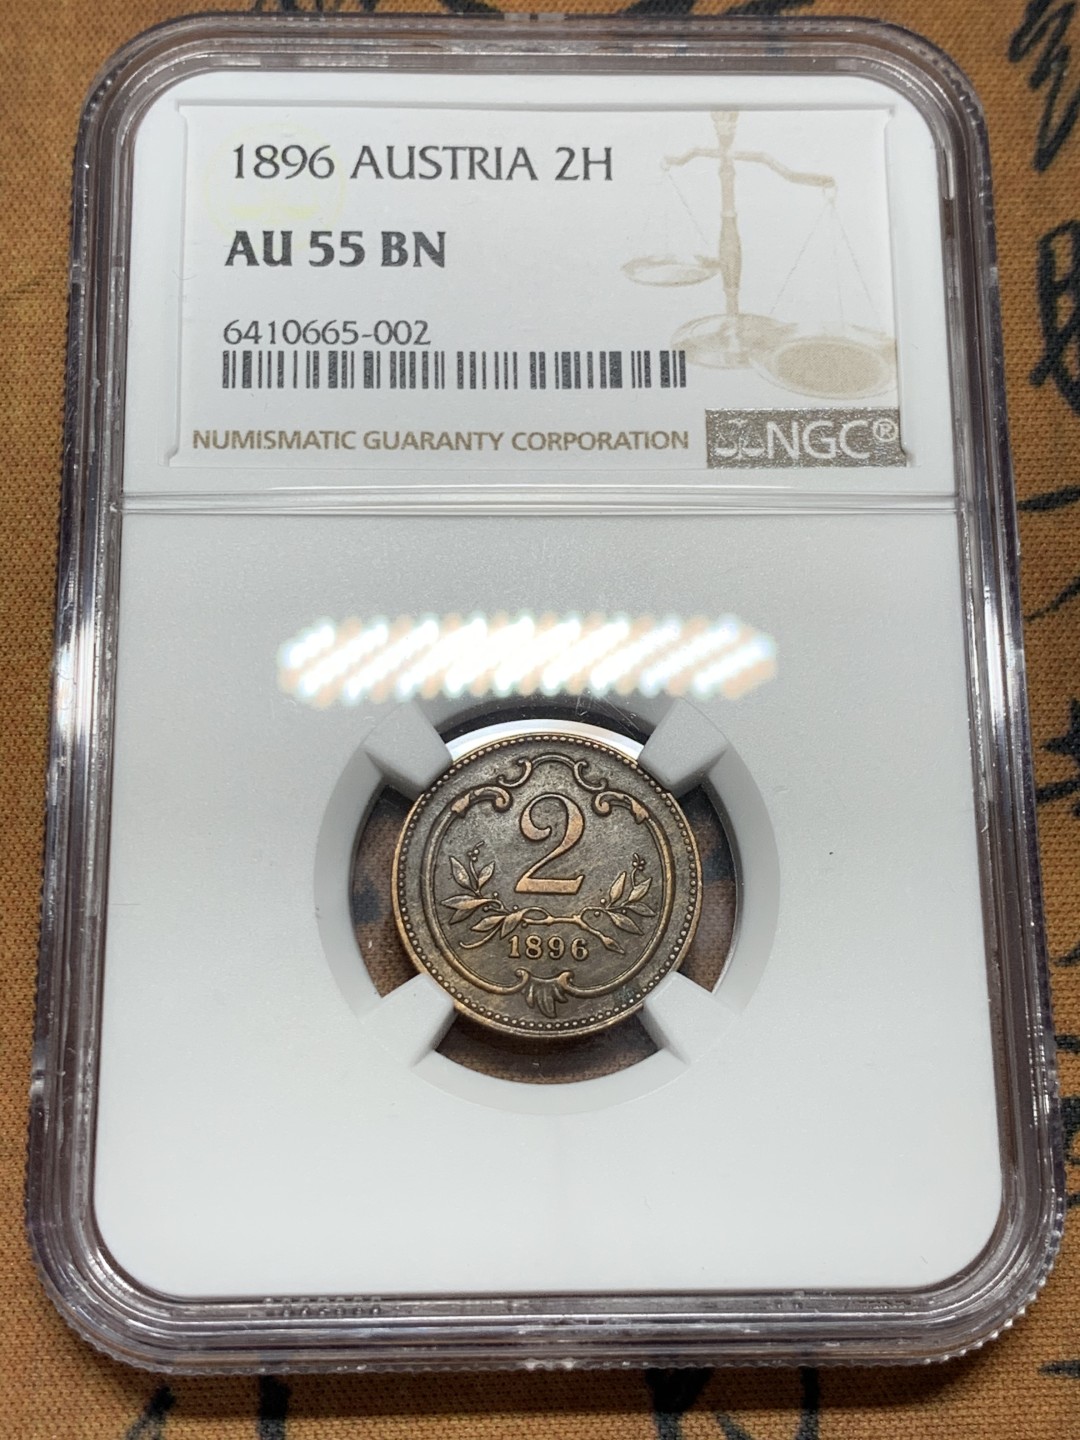 1896 AUSTRIA 2H
AU 55 BN
6410665-002
NUMISMATIC GUARANTY CORPORATION
NGC®
2
1896